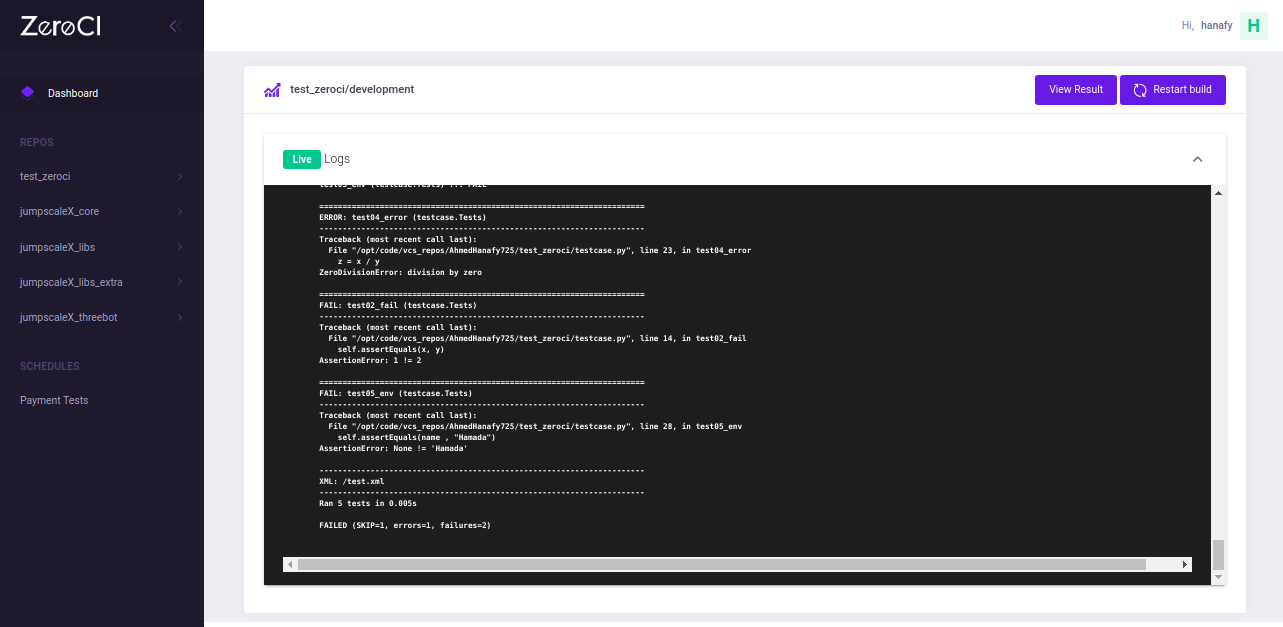 ZeroCI
Hi, hanafy H
Dashboard
REPOS
test_zeroci
jumpscaleX_core
jumpscaleX_libs
jumpscaleX_libs_extra
jumpscaleX_threebot
SCHEDULES
Payment Tests
test_zeroci/development
View Result
Restart build
Live Logs
test05_env (testcase.Tests) ... FAIL
======================================================================
ERROR: test04_error (testcase.Tests)
----------------------------------------------------------------------
Traceback (most recent call last):
File "/opt/code/vcs_repos/AhmedHanafy725/test_zeroci/testcase.py", line 23, in test04_error
z = x / y
ZeroDivisionError: division by zero
======================================================================
FAIL: test02_fail (testcase.Tests)
----------------------------------------------------------------------
Traceback (most recent call last):
File "/opt/code/vcs_repos/AhmedHanafy725/test_zeroci/testcase.py", line 14, in test02_fail
self.assertEquals(x, y)
AssertionError: 1 != 2
======================================================================
FAIL: test05_env (testcase.Tests)
----------------------------------------------------------------------
Traceback (most recent call last):
File "/opt/code/vcs_repos/AhmedHanafy725/test_zeroci/testcase.py", line 28, in test05_env
self.assertEquals(name , "Hamada")
AssertionError: None != 'Hamada'
----------------------------------------------------------------------
XML: /test.xml
----------------------------------------------------------------------
Ran 5 tests in 0.005s
FAILED (SKIP=1, errors=1, failures=2)